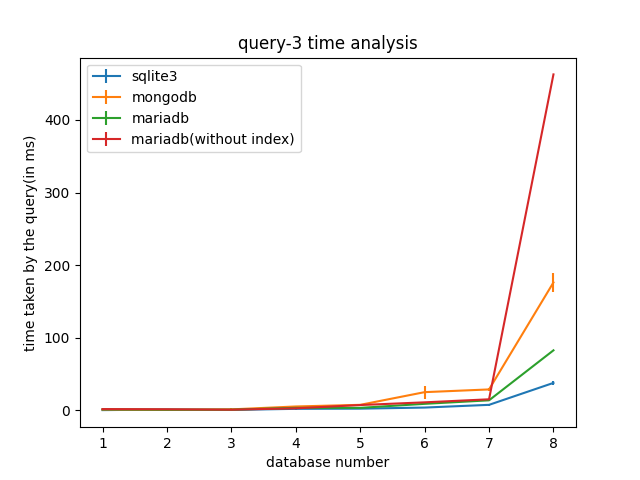 query-3 time analysis
sqlite3
mongodb
mariadb
mariadb(without index)
time taken by the query(in ms)
400
300
200
100
0
1 2 3 4 5 6 7 8
database number